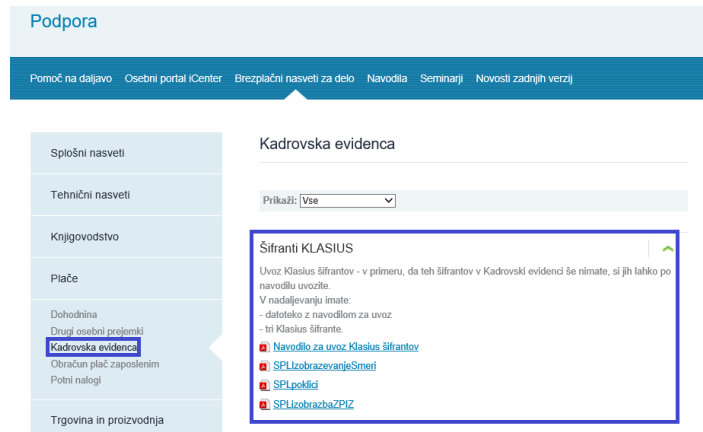 Podpora
Pomoč na daljavo Osebni portal iCenter Brezplačni nasveti za delo Navodila Seminarji Novosti zadnjih verzij
Splošni nasveti
Tehnični nasveti
Knjigovodstvo
Plače
Dohodnina
Drugi osebni prejemki
Kadrovska evidenca
Obračun plač zaposlenim
Potni nalogi
Trgovina in proizvodnja
Kadrovska evidenca
Prikaži: Vse
Šifranti KLASIUS
Uvoz Klasius šifrantov - v primeru, da teh šifrantov v Kadrovski evidenci še nimate, si jih lahko po
navodilu uvozite.
V nadaljevanju imate:
- datoteko z navodilom za uvoz
- tri Klasius šifrante.
Navodilo za uvoz Klasius šifrantov
SPLIzobrazevanjeSmeri
SPLpoklici
SPLizobrazbaZPIZ